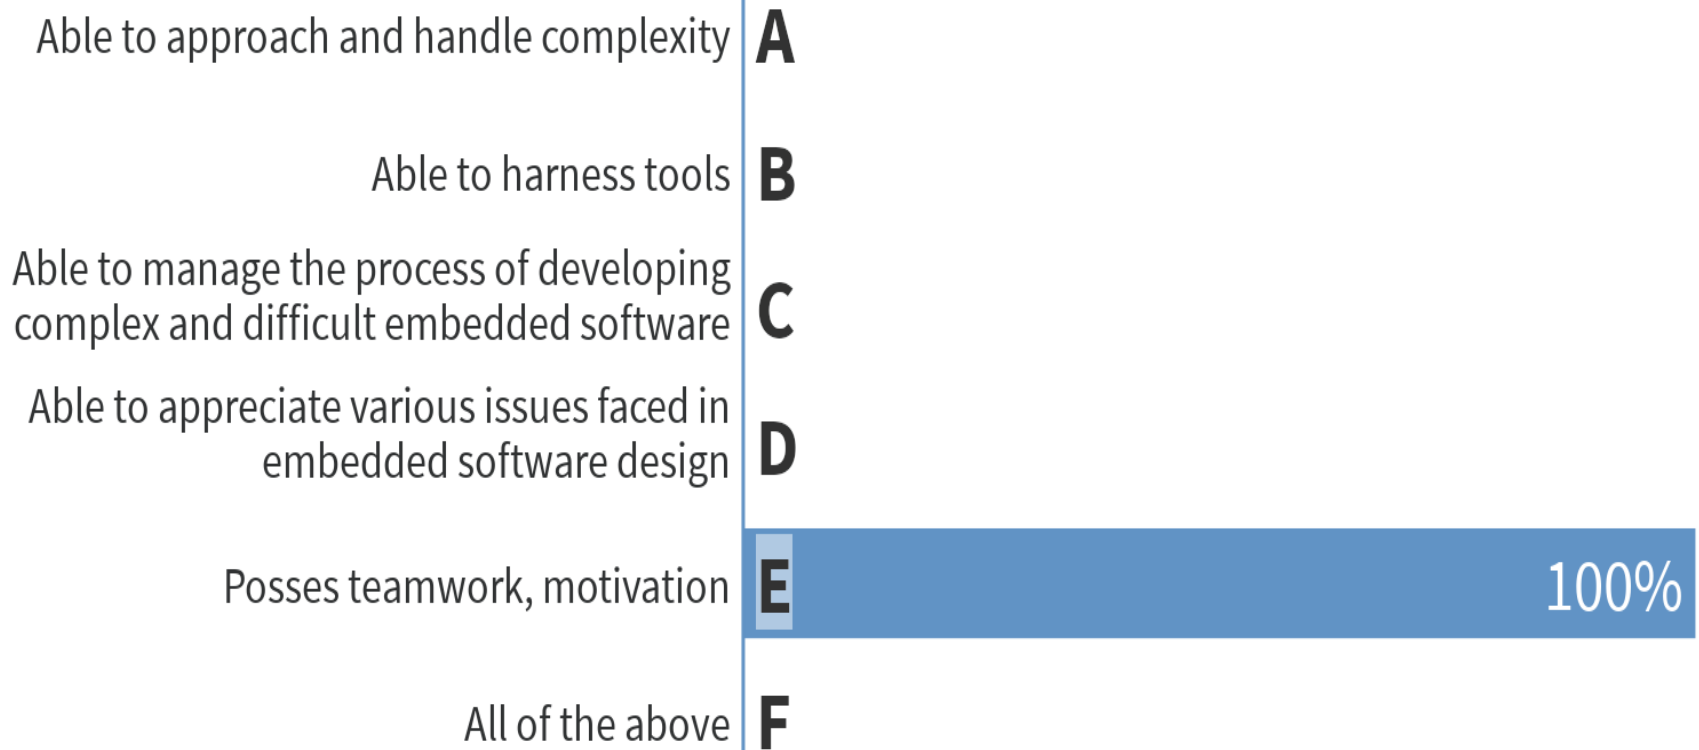 Able to approach and handle complexity A
Able to harness tools B
Able to manage the process of developing
complex and difficult embedded software C
Able to appreciate various issues faced in
embedded software design D
Posses teamwork, motivation E 100%
All of the above F